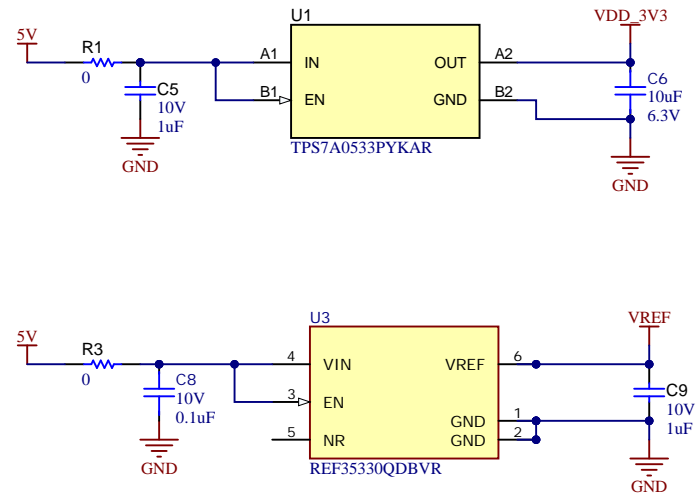 U1
5V
VDD_3V3
R1
0
A1
IN
OUT
A2
C5
10V
1uF
B1
EN
GND
B2
C6
10uF
6.3V
GND
TPS7A0533PYKAR
GND
U3
5V
VREF
R3
0
4
VIN
VREF
6
C8
10V
0.1uF
3
EN
C9
10V
1uF
GND
1
5
NR
GND
2
GND
REF35330QDBVR
GND